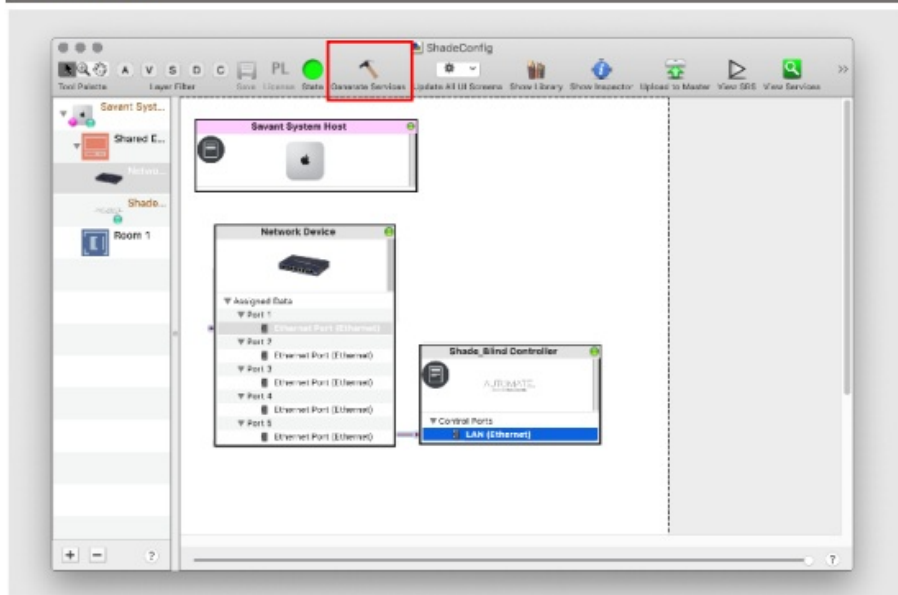 ShadeConfig
A V S D C PL
Tool Palette Layer Filter Save License State Generate Services Update All UI Screens Show Library Show Inspector Upload to Master View SRS View Services
Savant Syst...
Shared E...
Networ...
Shade...
Room 1
Savant System Host
Network Device
Assigned Data
Port 1
Ethernet Port (Ethernet)
Port 2
Ethernet Port (Ethernet)
Port 3
Ethernet Port (Ethernet)
Port 4
Ethernet Port (Ethernet)
Port 5
Ethernet Port (Ethernet)
Shade_Blind Controller
AUTOMATE
Control Ports
LAN (Ethernet)